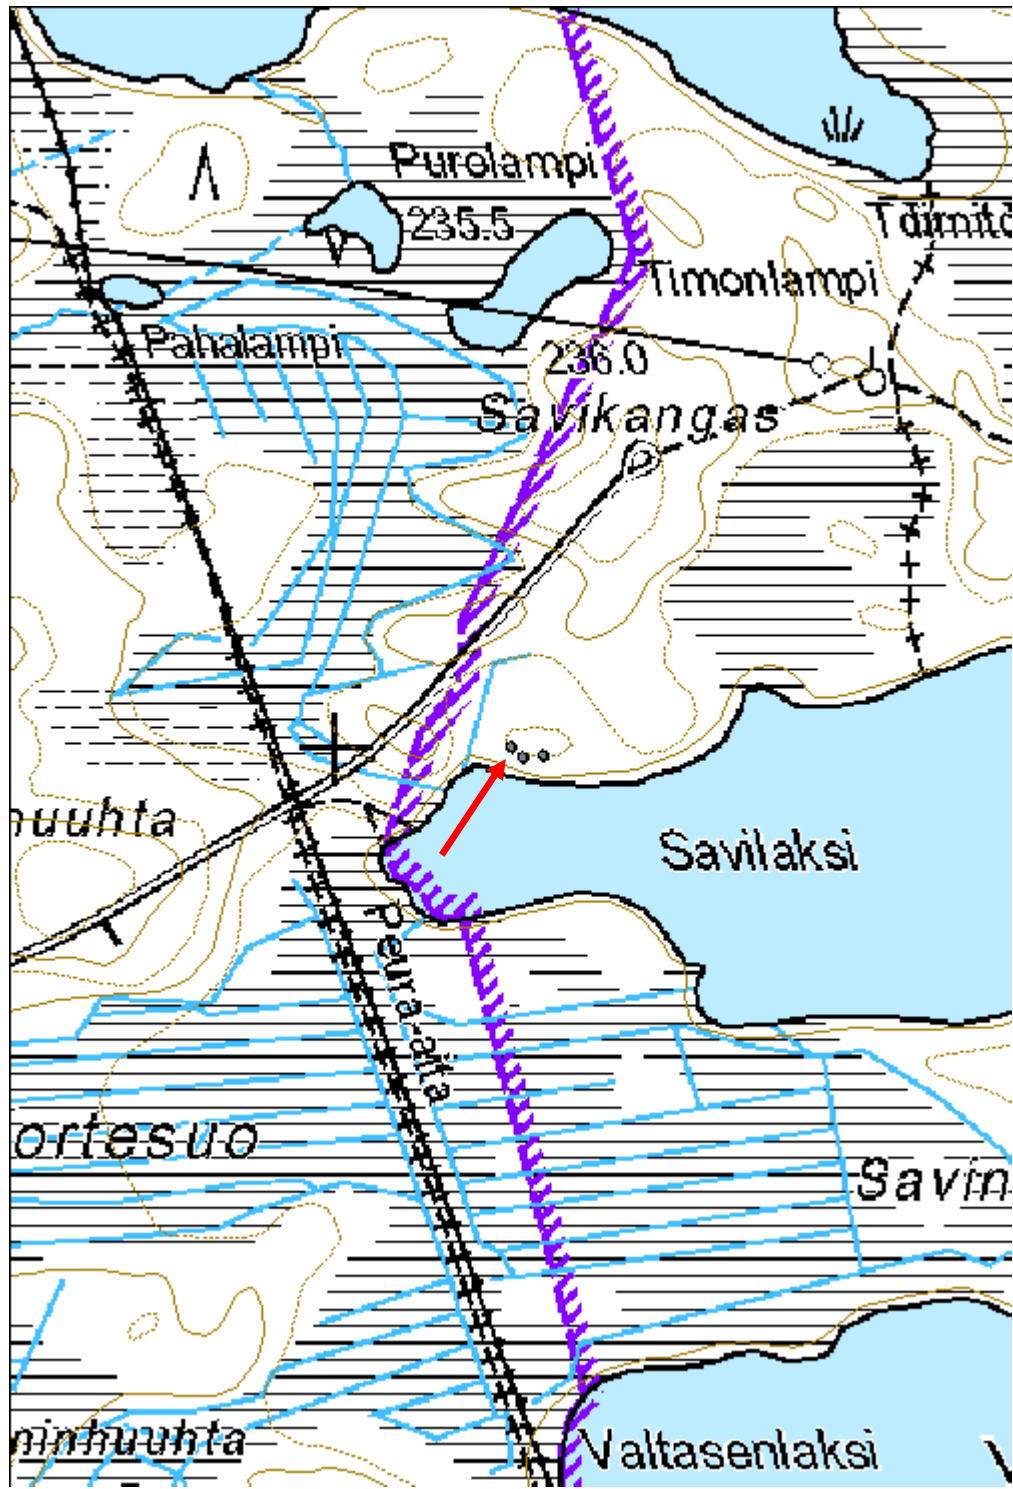 Purolampi
235.5
Timonlampi
Pahalampi
236.0
Savikangas
huuhta
Savilaksi
Peura-aita
ortesuo
Savin
ninhuuhta
Valtasenlaksi